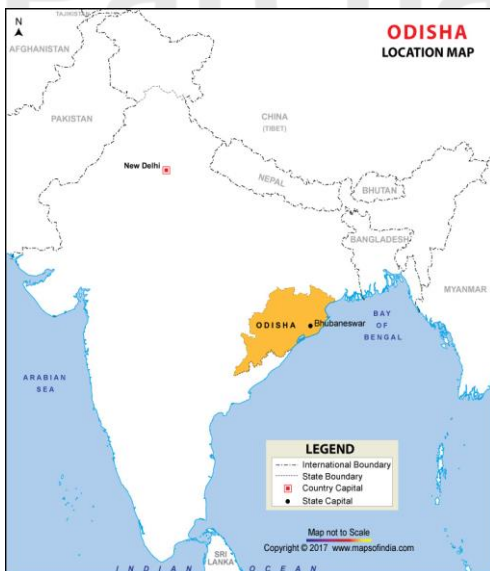 N
ODISHA
LOCATION MAP
TAJIKISTAN
AFGHANISTAN
PAKISTAN
CHINA
(TIBET)
New Delhi
NEPAL
BHUTAN
BANGLADESH
MYANMAR
ODISHA
Bhubaneswar
BAY
OF
BENGAL
ARABIAN
SEA
LEGEND
International Boundary
State Boundary
Country Capital
State Capital
Map not to Scale
Copyright © 2017 www.mapsofindia.com
SRI
LANKA
INDIAN OCEAN